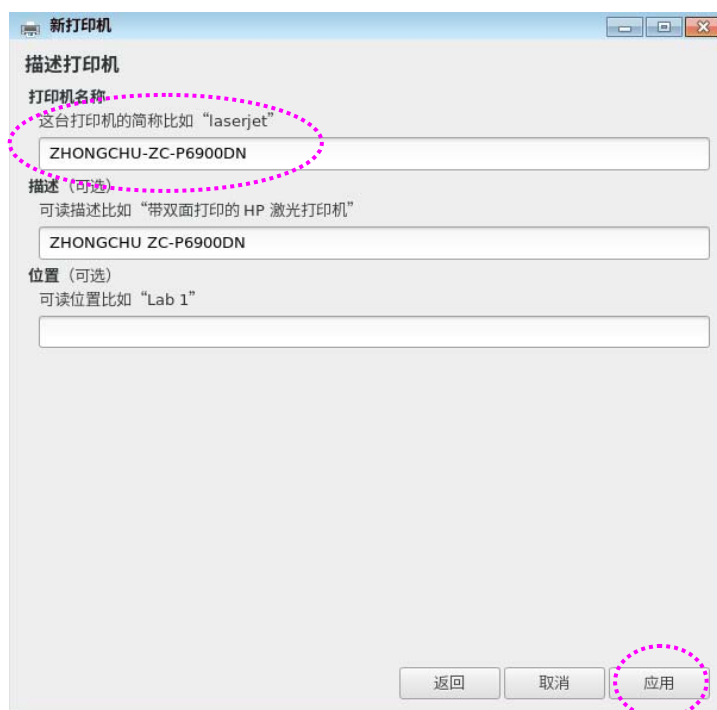 新打印机
描述打印机
打印机名称
这台打印机的简称比如“laserjet”
ZHONGCHU-ZC-P6900DN
描述（可选）
可读描述比如“带双面打印的 HP 激光打印机”
ZHONGCHU ZC-P6900DN
位置（可选）
可读位置比如“Lab 1”
返回 取消 应用